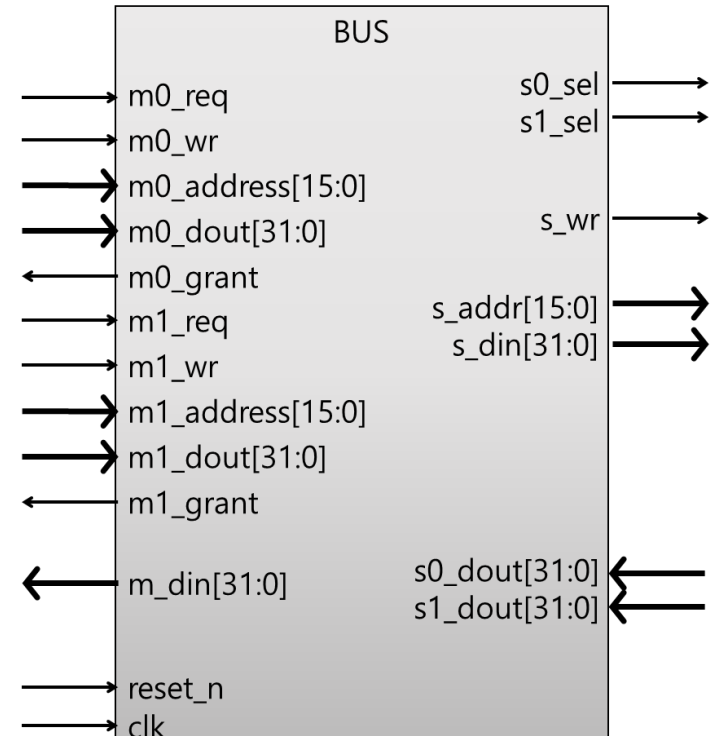 BUS
m0_req
m0_wr
m0_address[15:0]
m0_dout[31:0]
m0_grant
m1_req
m1_wr
m1_address[15:0]
m1_dout[31:0]
m1_grant
m_din[31:0]
reset_n
clk
s0_sel
s1_sel
s_wr
s_addr[15:0]
s_din[31:0]
s0_dout[31:0]
s1_dout[31:0]